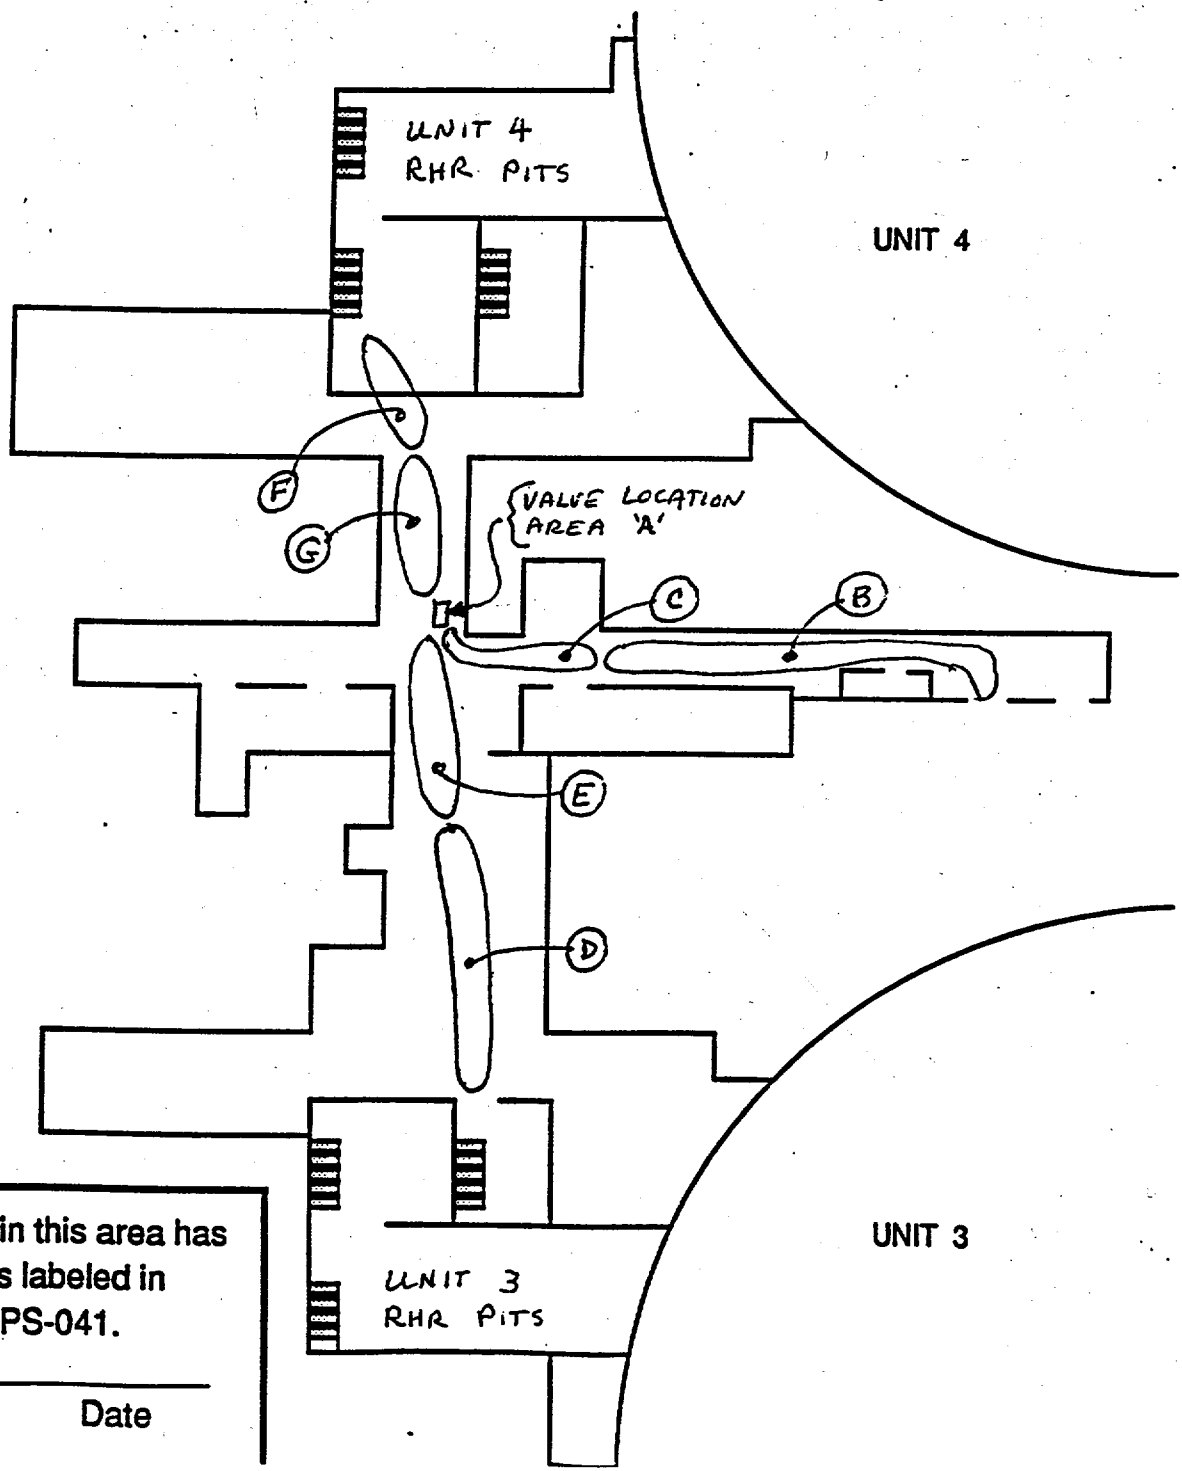 UNIT 4
RHR PITS
UNIT 4
F
G
{VALVE LOCATION
AREA 'A'
C
B
E
D
in this area has
s labeled in
PS-041.
Date
UNIT 3
RHR PITS
UNIT 3